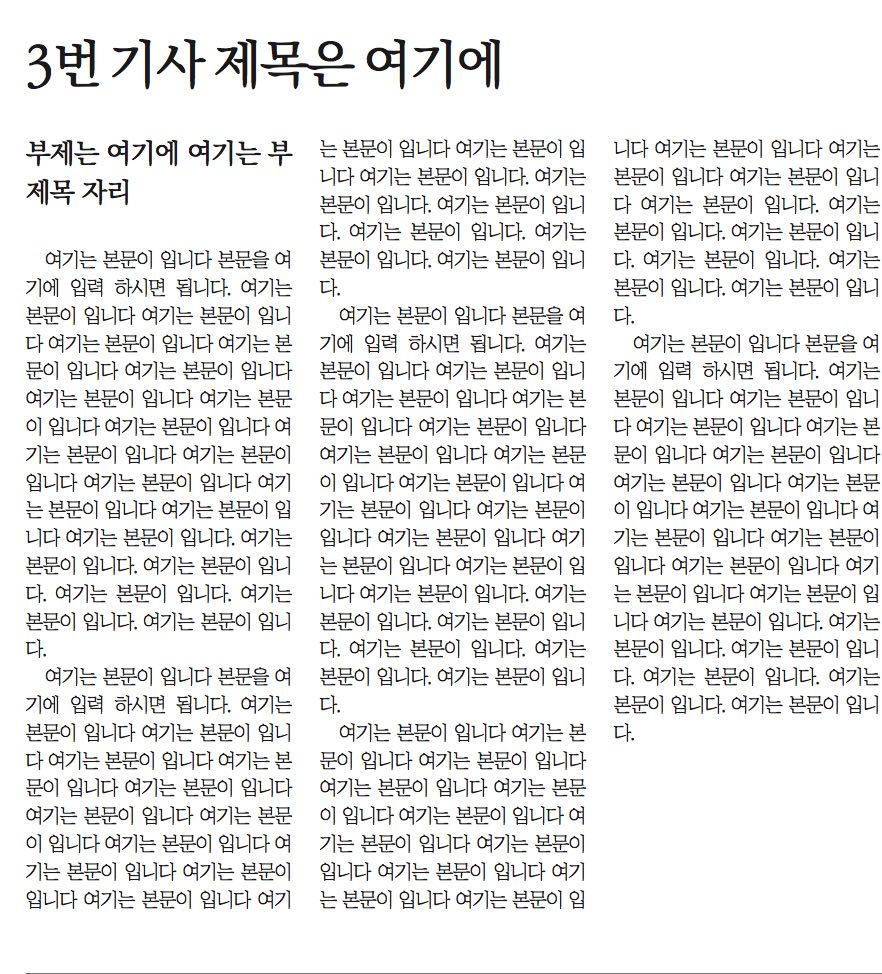 3번 기사 제목은 여기에
부제는 여기에 여기는 부
제목 자리
여기는 본문이 입니다 본문을 여
기에 입력 하시면 됩니다. 여기는
본문이 입니다 여기는 본문이 입니
다 여기는 본문이 입니다 여기는 본
문이 입니다 여기는 본문이 입니다
여기는 본문이 입니다 여기는 본문
이 입니다 여기는 본문이 입니다 여
기는 본문이 입니다 여기는 본문이
입니다 여기는 본문이 입니다 여기
는 본문이 입니다 여기는 본문이 입
니다 여기는 본문이 입니다. 여기는
본문이 입니다. 여기는 본문이 입니
다. 여기는 본문이 입니다. 여기는
본문이 입니다. 여기는 본문이 입니
다.
여기는 본문이 입니다 본문을 여
기에 입력 하시면 됩니다. 여기는
본문이 입니다 여기는 본문이 입니
다 여기는 본문이 입니다 여기는 본
문이 입니다 여기는 본문이 입니다
여기는 본문이 입니다 여기는 본문
이 입니다 여기는 본문이 입니다 여
기는 본문이 입니다 여기는 본문이
입니다 여기는 본문이 입니다 여기
는 본문이 입니다 여기는 본문이 입
니다 여기는 본문이 입니다. 여기는
본문이 입니다. 여기는 본문이 입니
다. 여기는 본문이 입니다. 여기는
본문이 입니다. 여기는 본문이 입니
다.
여기는 본문이 입니다 본문을 여
기에 입력 하시면 됩니다. 여기는
본문이 입니다 여기는 본문이 입니
다 여기는 본문이 입니다 여기는 본
문이 입니다 여기는 본문이 입니다
여기는 본문이 입니다 여기는 본문
이 입니다 여기는 본문이 입니다 여
기는 본문이 입니다 여기는 본문이
입니다 여기는 본문이 입니다 여기
는 본문이 입니다 여기는 본문이 입
니다 여기는 본문이 입니다. 여기는
본문이 입니다. 여기는 본문이 입니
다. 여기는 본문이 입니다. 여기는
본문이 입니다. 여기는 본문이 입니
다.
여기는 본문이 입니다 여기는 본
문이 입니다 여기는 본문이 입니다
여기는 본문이 입니다 여기는 본문
이 입니다 여기는 본문이 입니다 여
기는 본문이 입니다 여기는 본문이
입니다 여기는 본문이 입니다 여기
는 본문이 입니다 여기는 본문이 입
니다 여기는 본문이 입니다 여기는
본문이 입니다 여기는 본문이 입니
다 여기는 본문이 입니다. 여기는
본문이 입니다. 여기는 본문이 입니
다. 여기는 본문이 입니다. 여기는
본문이 입니다. 여기는 본문이 입니
다.
여기는 본문이 입니다 본문을 여
기에 입력 하시면 됩니다. 여기는
본문이 입니다 여기는 본문이 입니
다 여기는 본문이 입니다 여기는 본
문이 입니다 여기는 본문이 입니다
여기는 본문이 입니다 여기는 본문
이 입니다 여기는 본문이 입니다 여
기는 본문이 입니다 여기는 본문이
입니다 여기는 본문이 입니다 여기
는 본문이 입니다 여기는 본문이 입
니다 여기는 본문이 입니다. 여기는
본문이 입니다. 여기는 본문이 입니
다. 여기는 본문이 입니다. 여기는
본문이 입니다. 여기는 본문이 입니
다.